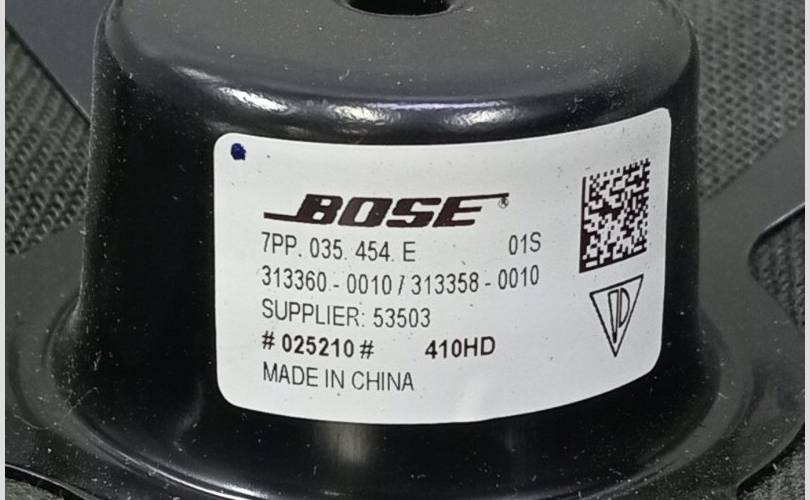 BOSE®
7PP. 035. 454. E 01S
313360 - 0010 / 313358 - 0010
SUPPLIER: 53503
# 025210 # 410HD
MADE IN CHINA